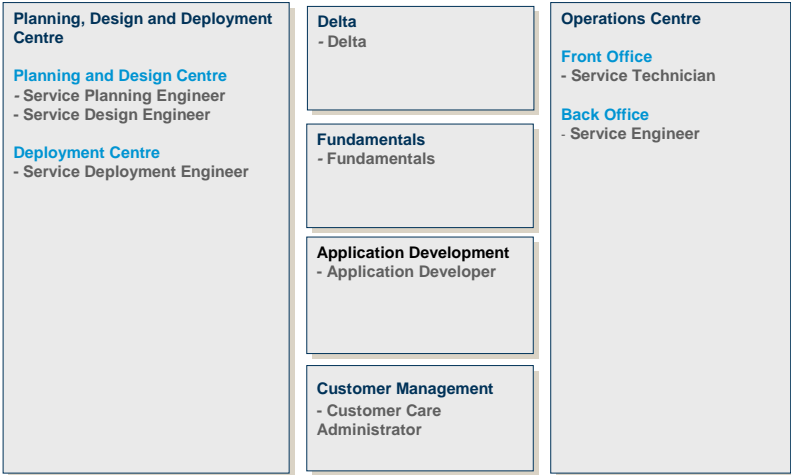 Planning, Design and Deployment
Centre
Planning and Design Centre
- Service Planning Engineer
- Service Design Engineer
Deployment Centre
- Service Deployment Engineer
Delta
- Delta
Fundamentals
- Fundamentals
Application Development
- Application Developer
Customer Management
- Customer Care
Administrator
Operations Centre
Front Office
- Service Technician
Back Office
- Service Engineer